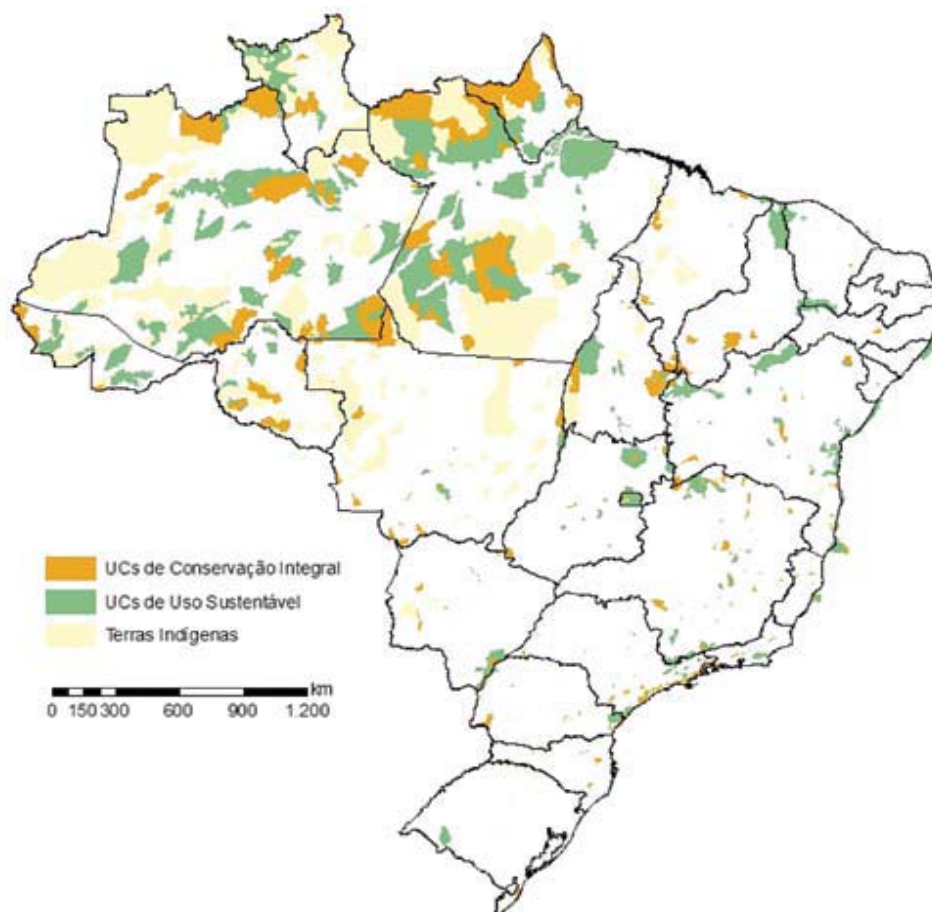 UCs de Conservação Integral
UCs de Uso Sustentável
Terras Indígenas
km
0 150 300 600 900 1.200